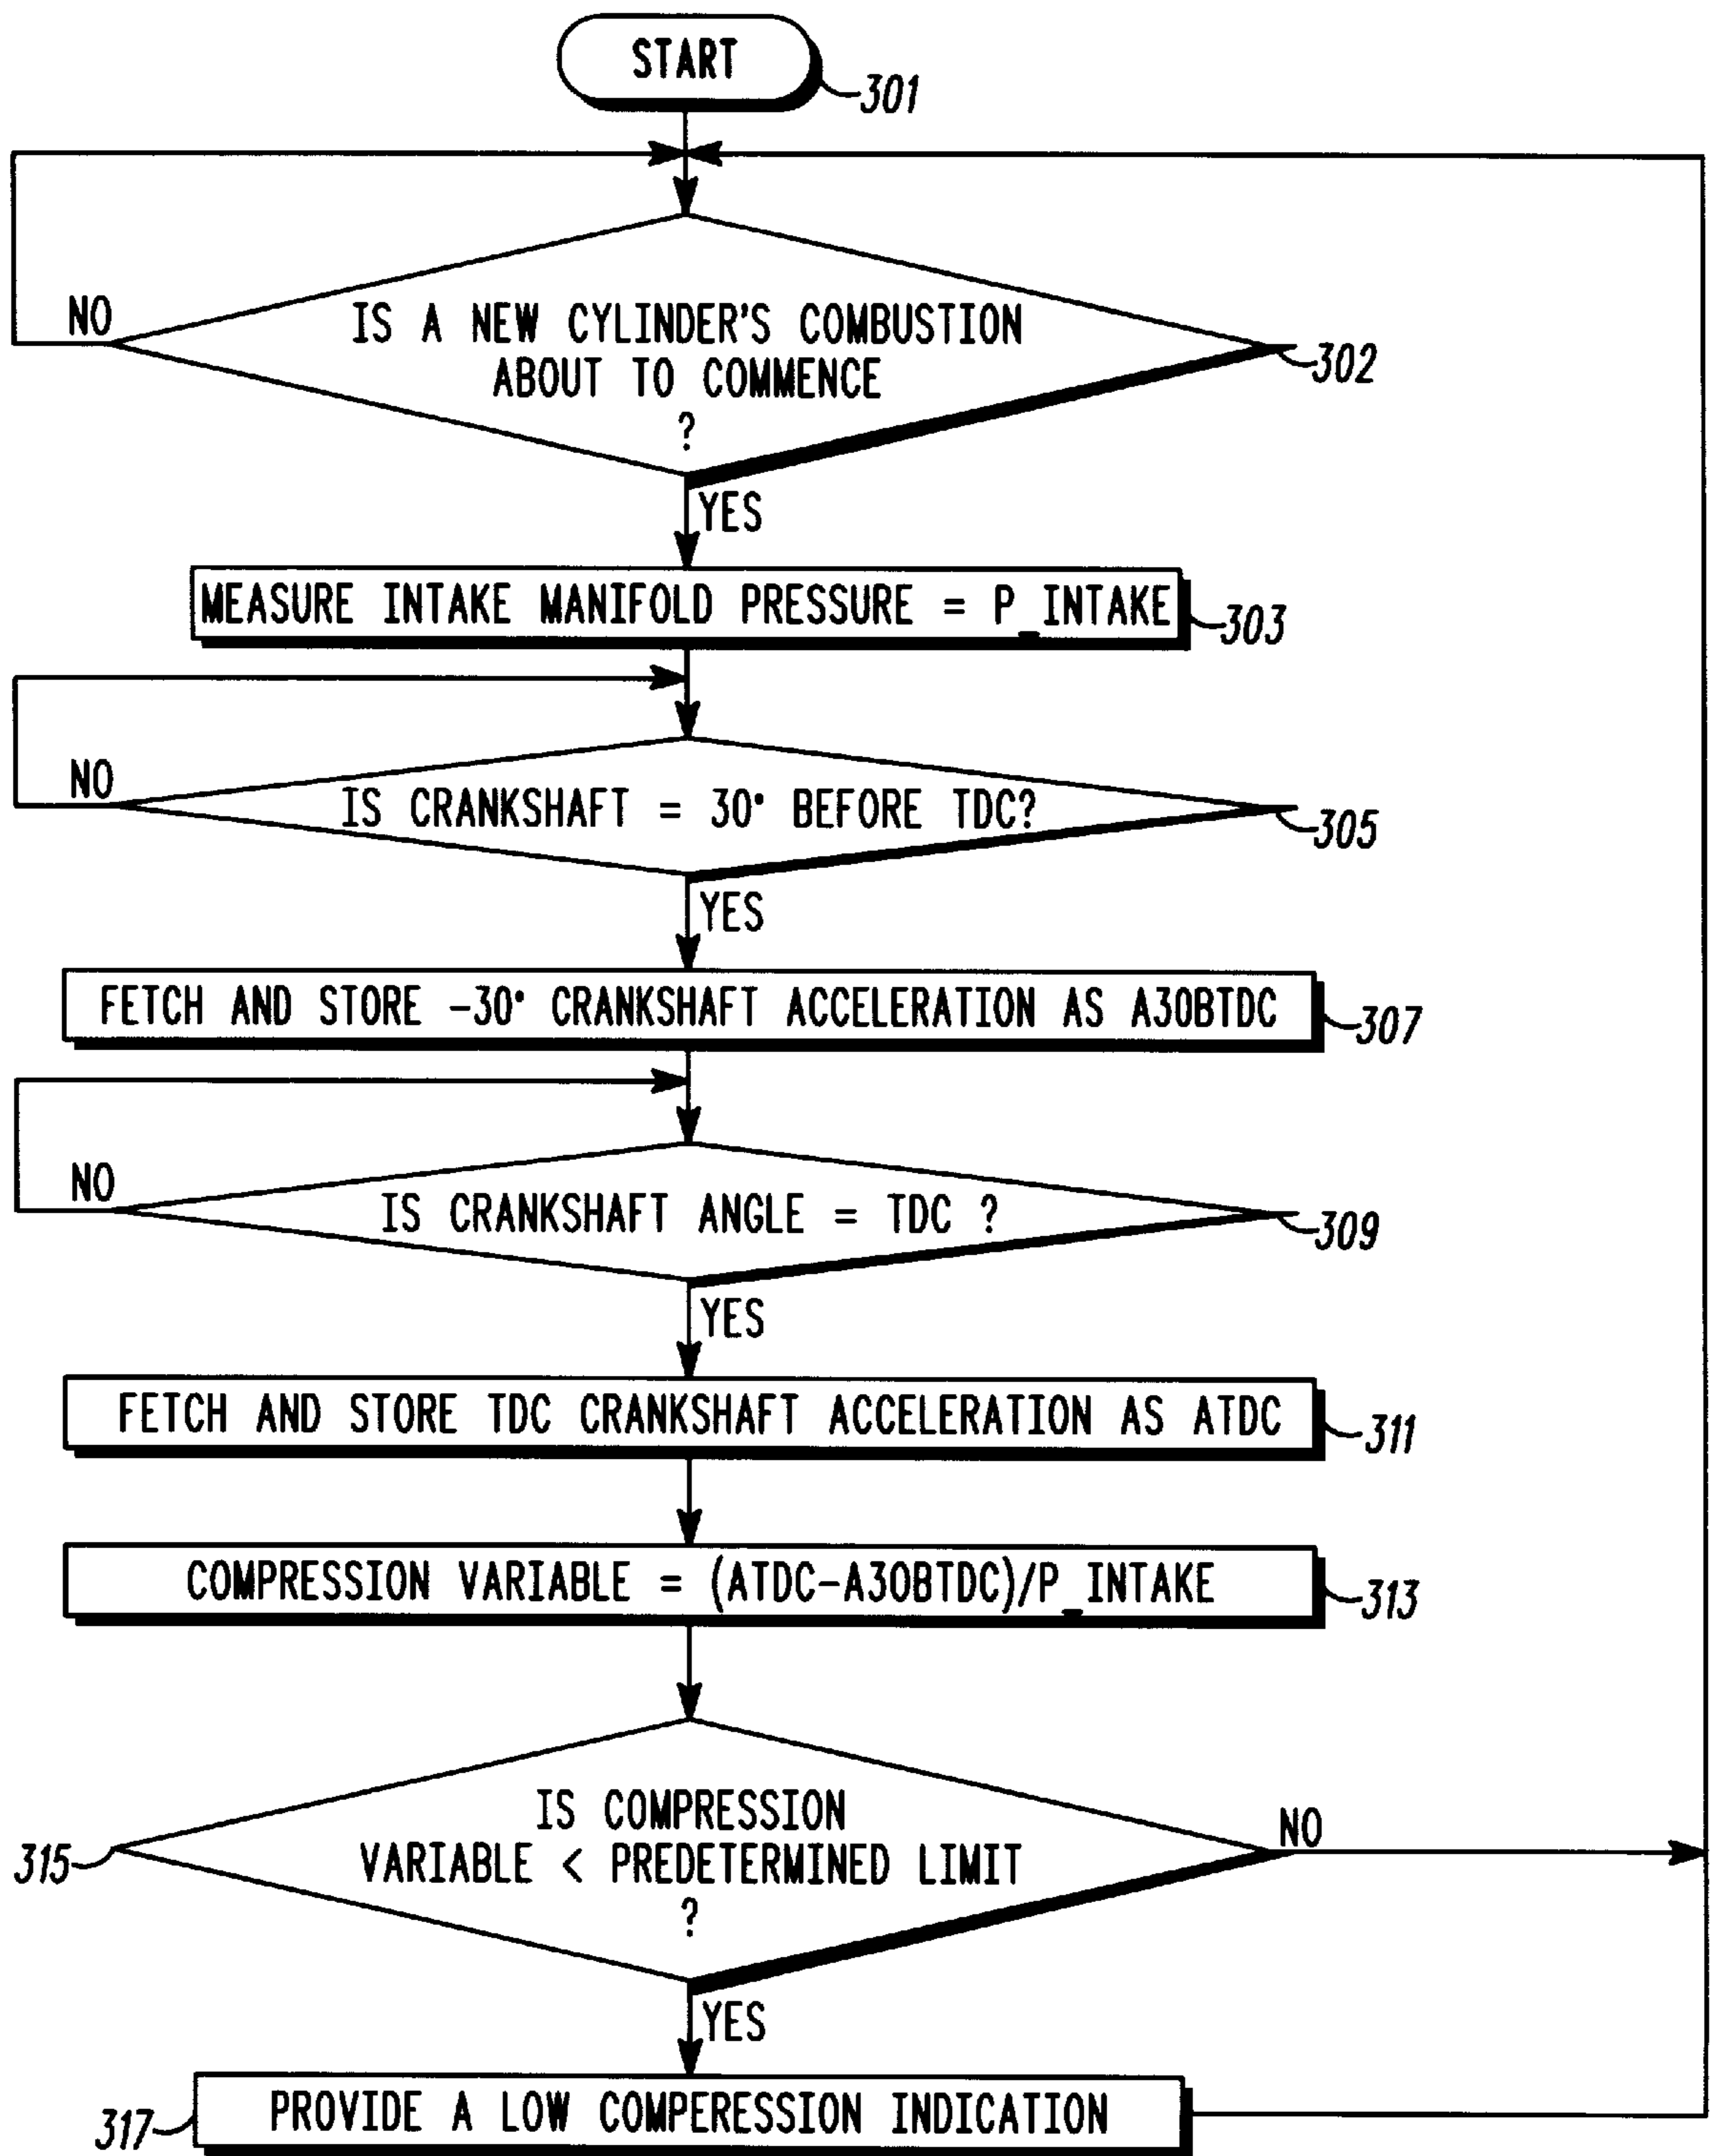 START
301
NO
IS A NEW CYLINDER'S COMBUSTION
ABOUT TO COMMENCE
?
302
YES
MEASURE INTAKE MANIFOLD PRESSURE = P_INTAKE
303
NO
IS CRANKSHAFT = 30° BEFORE TDC?
305
YES
FETCH AND STORE -30° CRANKSHAFT ACCELERATION AS A30BTDC
307
NO
IS CRANKSHAFT ANGLE = TDC ?
309
YES
FETCH AND STORE TDC CRANKSHAFT ACCELERATION AS ATDC
311
COMPRESSION VARIABLE = (ATDC-A30BTDC)/P_INTAKE
313
IS COMPRESSION
VARIABLE < PREDETERMINED LIMIT
?
315
NO
YES
PROVIDE A LOW COMPERESSION INDICATION
317